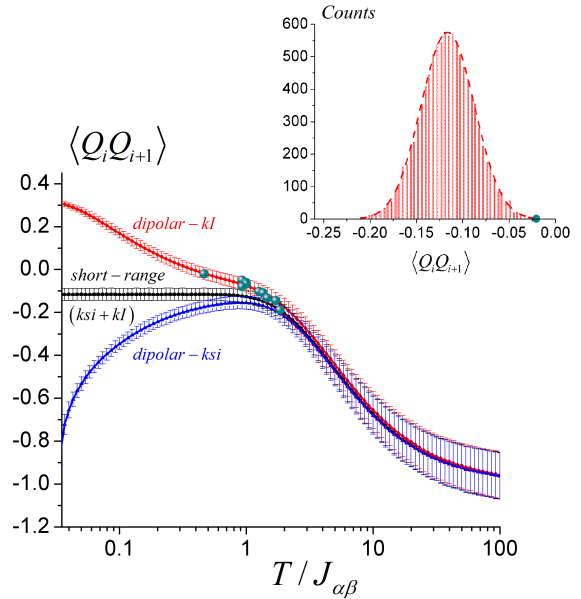 Counts
600
500
400
300
200
100
0
-0.25 -0.20 -0.15 -0.10 -0.05 0.00
⟨QᵢQᵢ₊₁⟩
⟨QᵢQᵢ₊₁⟩
0.4
0.2
0.0
-0.2
-0.4
-0.6
-0.8
-1.0
-1.2
dipolar-kI
short-range
(ksi+kI)
dipolar-ksi
0.1 1 10 100
T / Jαβ